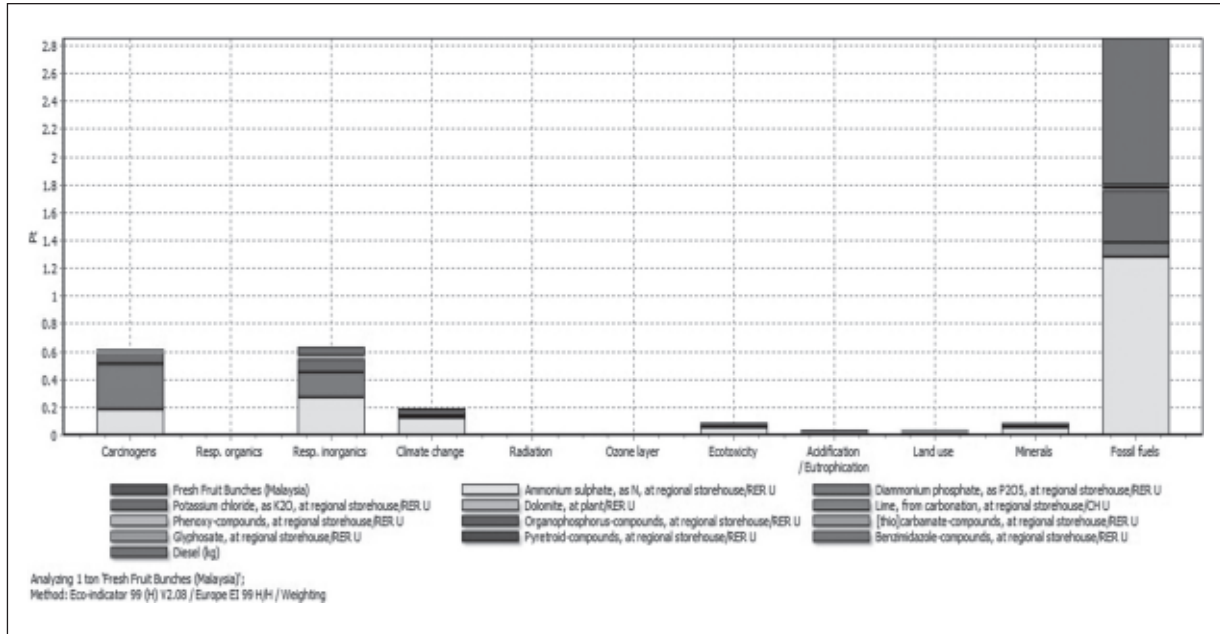 2.8
2.6
2.4
2.2
2
1.8
1.6
1.4
1.2
1
0.8
0.6
0.4
0.2
0
Pt
Carcinogens Resp. organics Resp. inorganics Climate change Radiation Ozone layer Ecotoxicity Acidification Land use Minerals Fossil fuels
/ Eutrophication
Fresh Fruit Bunches (Malaysia) Ammonium sulphate, as N, at regional storehouse/RER U Diammonium phosphate, as P2O5, at regional storehouse/RER U
Potassium chloride, as K2O, at regional storehouse/RER U Dolomite, at plant/RER U Lime, from carbonation, at regional storehouse/CH U
Phenoxy-compounds, at regional storehouse/RER U Organophosphorus-compounds, at regional storehouse/RER U [thio]carbamate-compounds, at regional storehouse/RER U
Glyphosate, at regional storehouse/RER U Pyretroid-compounds, at regional storehouse/RER U Benzimidazole-compounds, at regional storehouse/RER U
Diesel (kg)
Analyzing 1 ton 'Fresh Fruit Bunches (Malaysia)';
Method: Eco-indicator 99 (H) V2.08 / Europe EI 99 H/H / Weighting